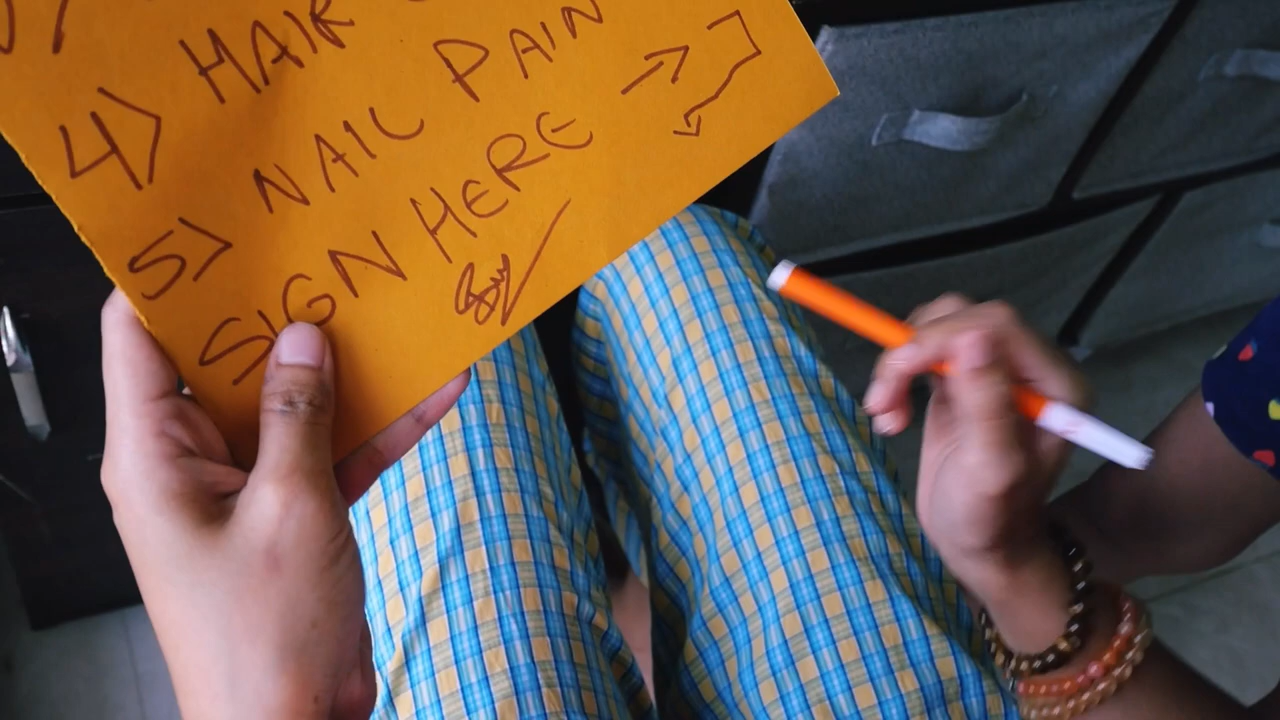 4> HAIR
5> NAIL PAIN
SIGN HERE →